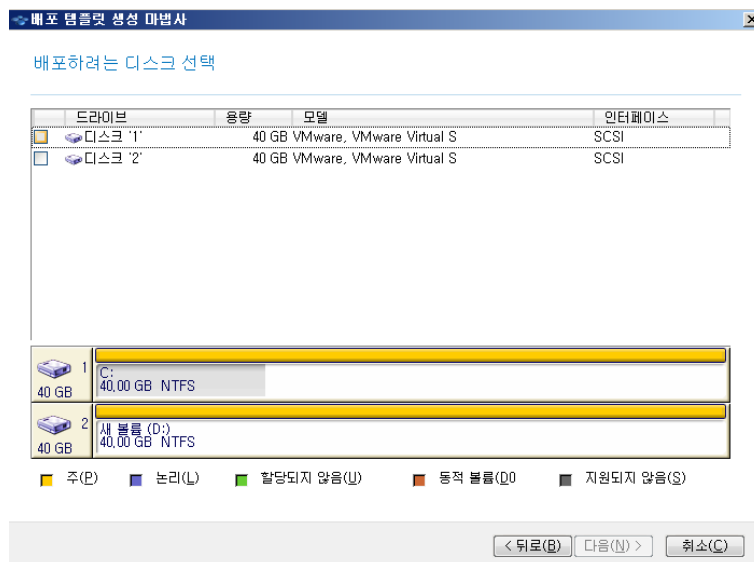 배포 템플릿 생성 마법사
배포하려는 디스크 선택
드라이브 용량 모델 인터페이스
디스크 '1' 40 GB VMware, VMware Virtual S SCSI
디스크 '2' 40 GB VMware, VMware Virtual S SCSI
1
C:
40 GB
40,00 GB NTFS
2
새 볼륨 (D:)
40 GB
40,00 GB NTFS
주(P) 논리(L) 할당되지 않음(U) 동적 볼륨(D0 지원되지 않음(S)
< 뒤로(B) 다음(N) > 취소(C)